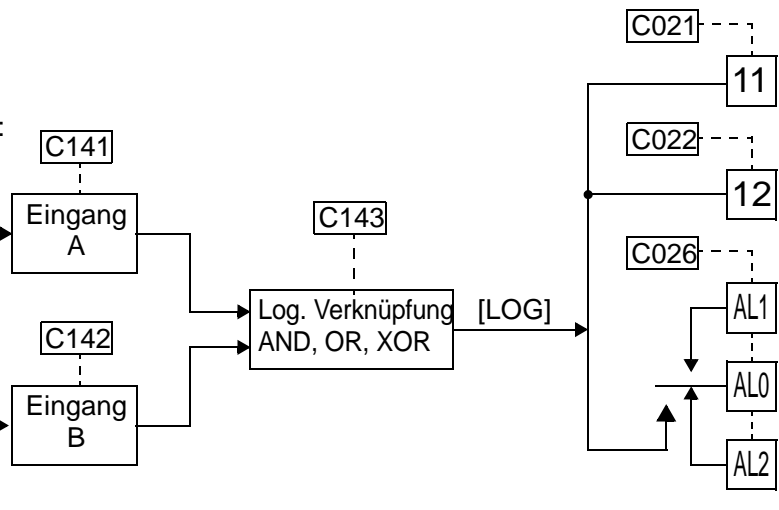 C021
11
:
C141
C022
12
Eingang
A
C143
C026
Log. Verknüpfung
AND, OR, XOR
[LOG]
AL1
C142
AL0
Eingang
B
AL2